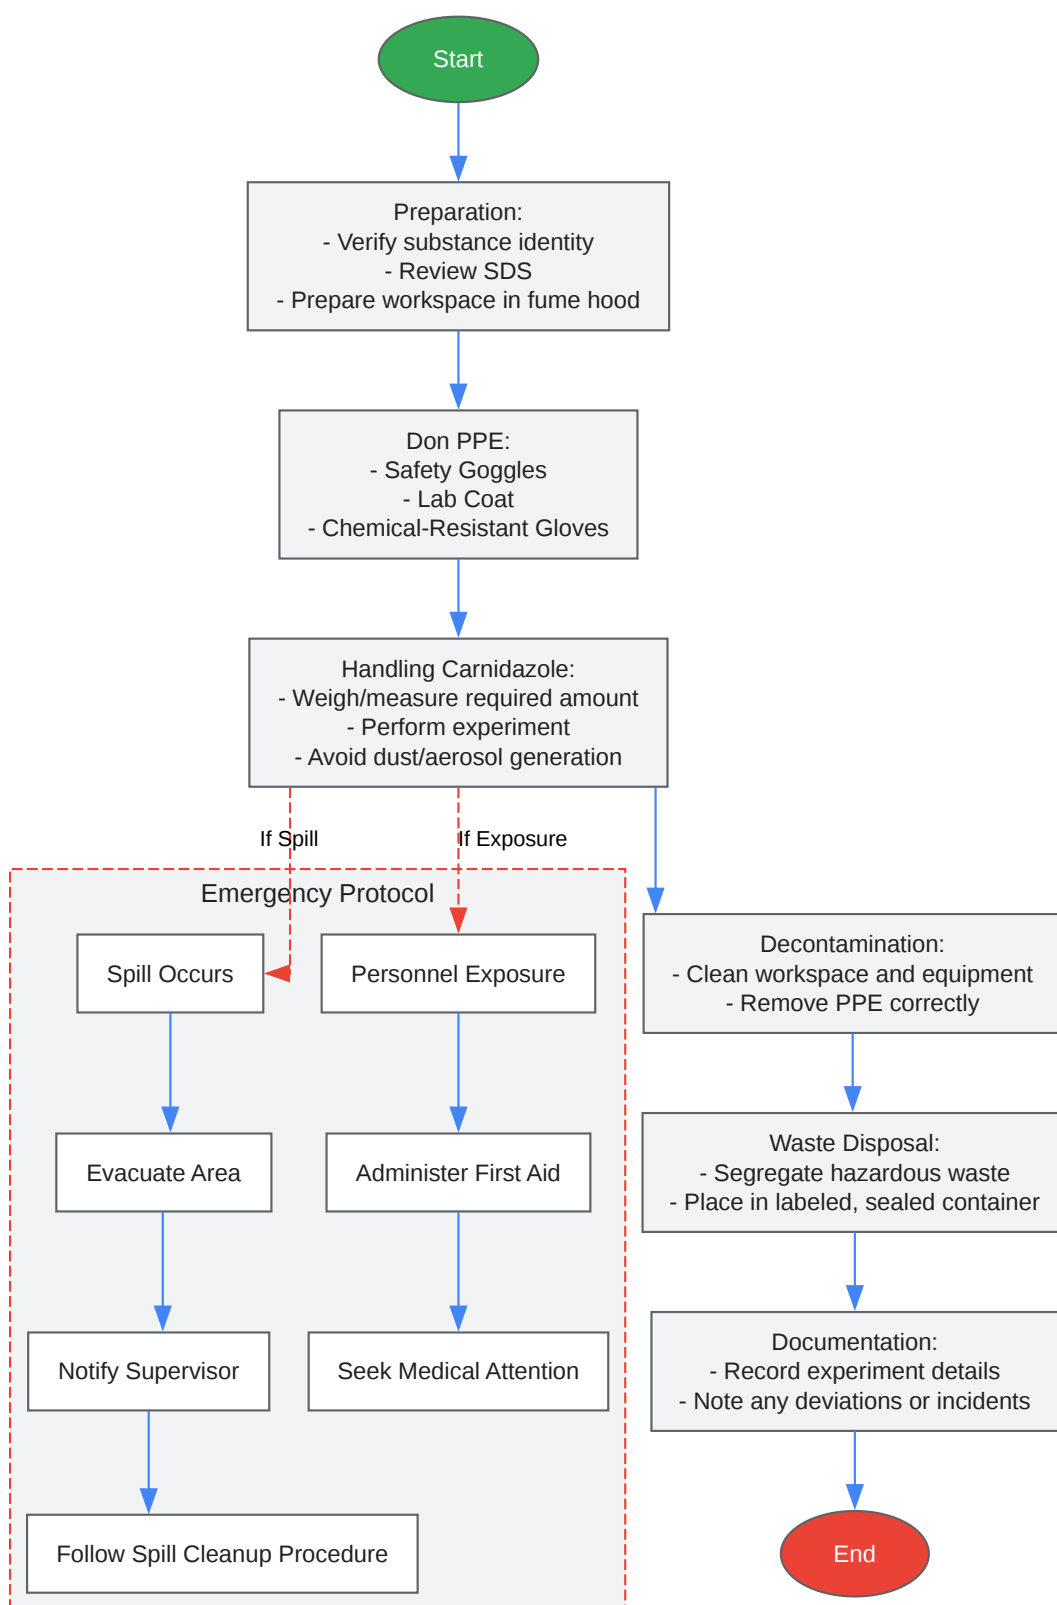 Start
Preparation:
- Verify substance identity
- Review SDS
- Prepare workspace in fume hood
Don PPE:
- Safety Goggles
- Lab Coat
- Chemical-Resistant Gloves
Handling Carnidazole:
- Weigh/measure required amount
- Perform experiment
- Avoid dust/aerosol generation
If Spill
If Exposure
Emergency Protocol
Spill Occurs
Personnel Exposure
Evacuate Area
Administer First Aid
Notify Supervisor
Seek Medical Attention
Follow Spill Cleanup Procedure
Decontamination:
- Clean workspace and equipment
- Remove PPE correctly
Waste Disposal:
- Segregate hazardous waste
- Place in labeled, sealed container
Documentation:
- Record experiment details
- Note any deviations or incidents
End